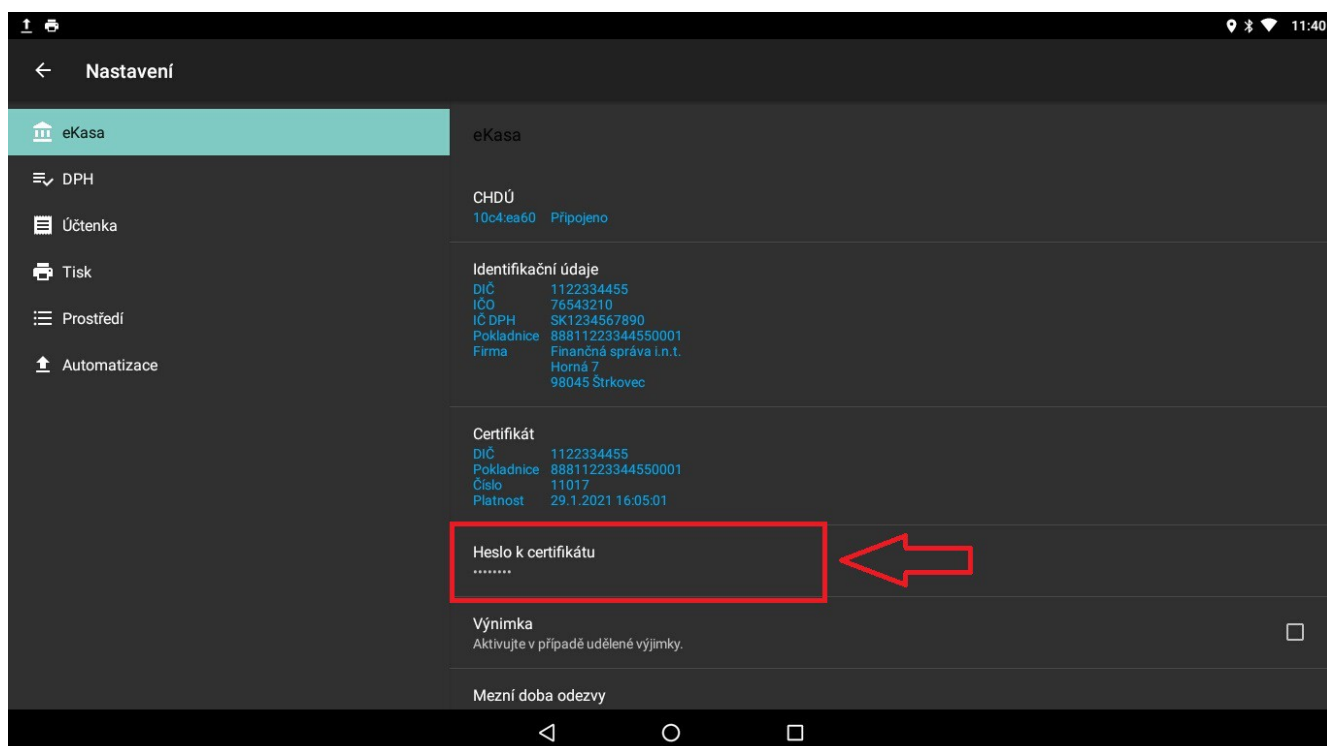 11:40
Nastavení
eKasa
DPH
Účtenka
Tisk
Prostředí
Automatizace
eKasa
CHDÚ
10c4:ea60 Připojeno
Identifikační údaje
DIČ 1122334455
IČO 76543210
IČ DPH SK1234567890
Pokladnice 88811223344550001
Firma Finančná správa i.n.t.
Horná 7
98045 Štrkovec
Certifikát
DIČ 1122334455
Pokladnice 88811223344550001
Číslo 11017
Platnost 29.1.2021 16:05:01
Heslo k certifikátu
........
Výnimka
Aktivujte v případě udělené výjimky.
Mezní doba odezvy